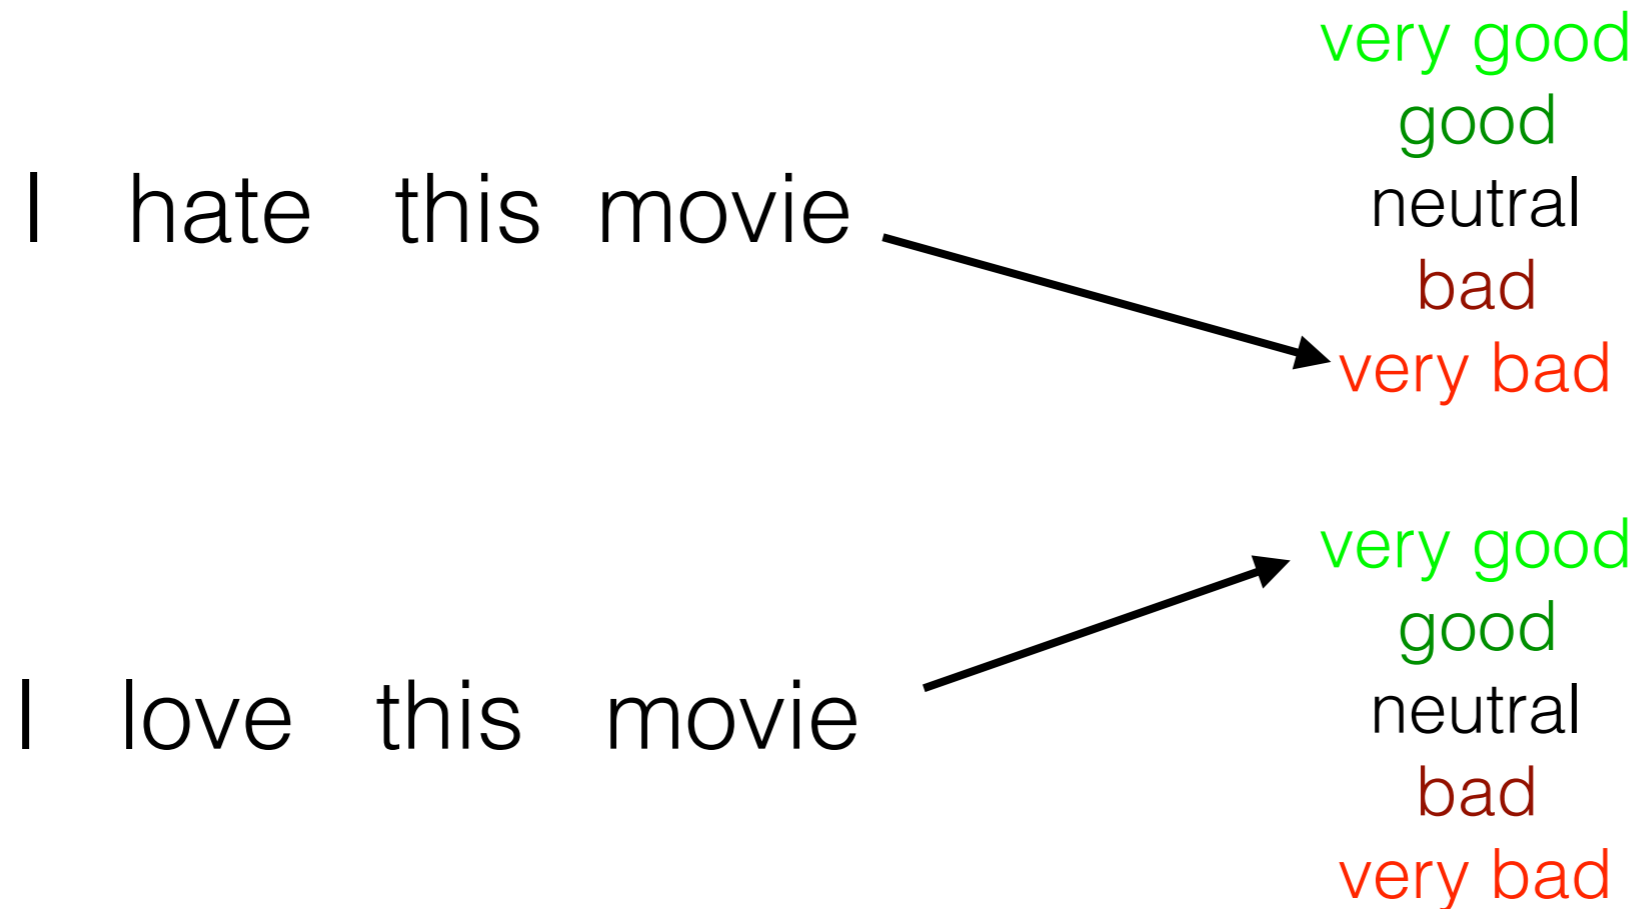 very good
good
I hate this movie
neutral
bad
very bad
very good
good
I love this movie
neutral
bad
very bad